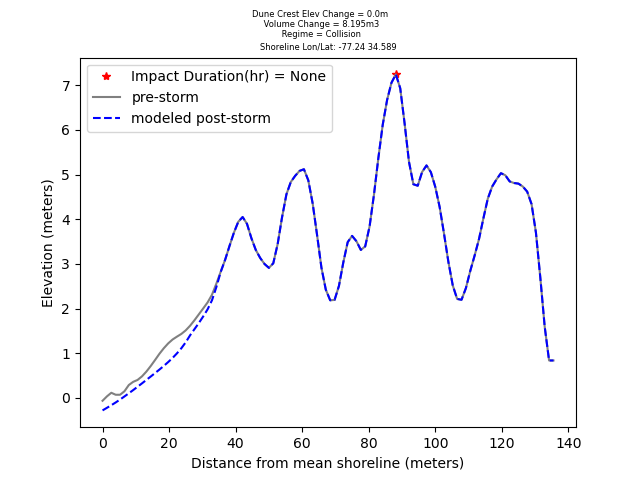 Dune Crest Elev Change = 0.0m
Volume Change = 8.195m3
Regime = Collision
Shoreline Lon/Lat: -77.24 34.589
Impact Duration(hr) = None
pre-storm
modeled post-storm
Elevation (meters)
7
6
5
4
3
2
1
0
0 20 40 60 80 100 120 140
Distance from mean shoreline (meters)